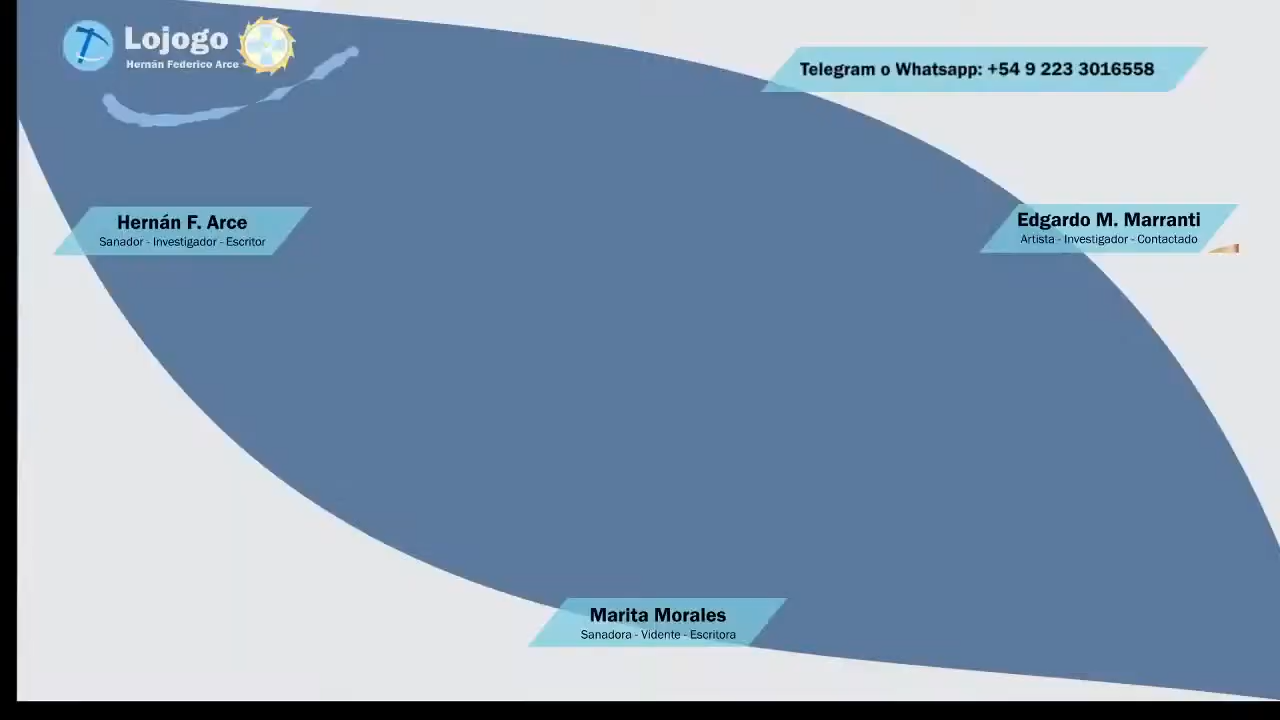 Lojogo
Hernán Federico Arce
Telegram o Whatsapp: +54 9 223 3016558
Hernán F. Arce
Sanador - Investigador - Escritor
Edgardo M. Marranti
Artista - Investigador - Contactado
Marita Morales
Sanadora - Vidente - Escritora